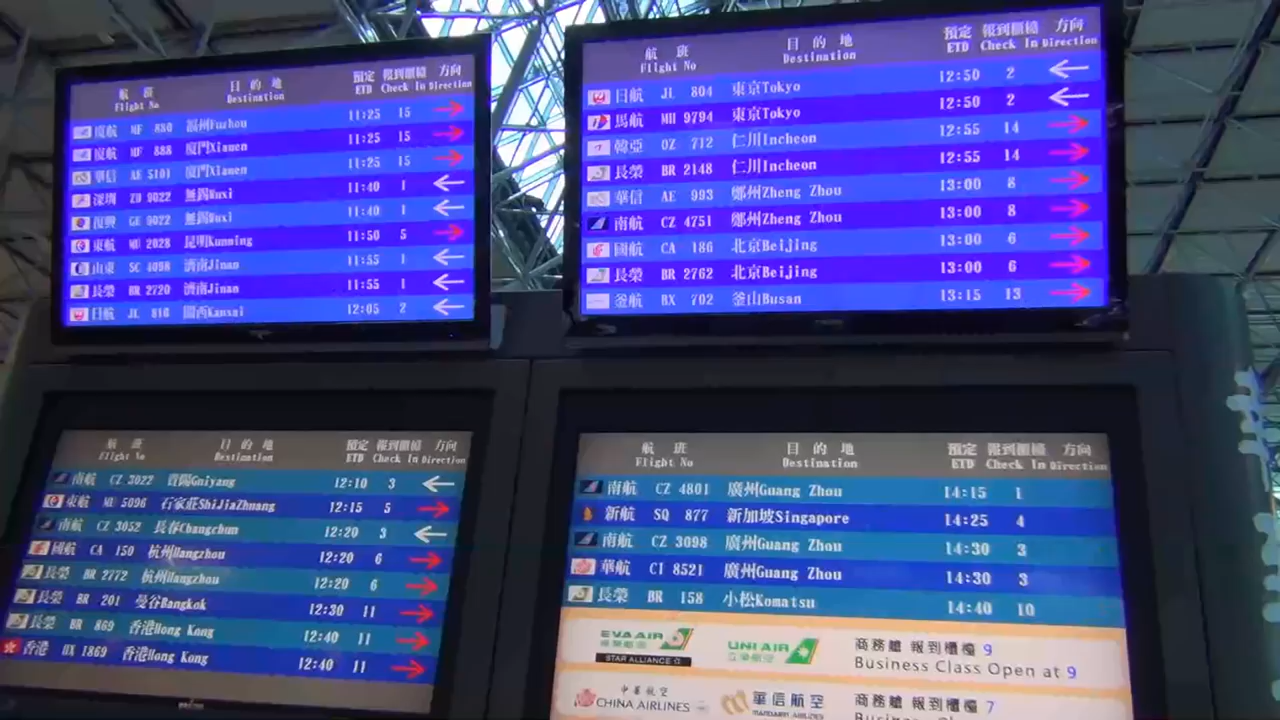 航 班 目 的 地 預定 報到櫃檯 方向
Flight No Destination ETD Check In Direction
廈航 MF 880 福州Fuzhou 11:25 15
廈航 MF 888 廈門Xiamen 11:25 15
華信 AE 5101 廈門Xiamen 11:25 15
深圳 ZH 9022 無錫Wuxi 11:40 1
復興 GE 9022 無錫Wuxi 11:40 1
東航 MU 2028 昆明Kunming 11:50 5
山東 SC 4098 濟南Jinan 11:55 1
長榮 BR 2720 濟南Jinan 11:55 1
日航 JL 816 關西Kansai 12:05 2
航 班 目 的 地 預定 報到櫃檯 方向
Flight No Destination ETD Check In Direction
日航 JL 804 東京Tokyo 12:50 2
馬航 MH 9794 東京Tokyo 12:50 2
韓亞 OZ 712 仁川Incheon 12:55 14
長榮 BR 2148 仁川Incheon 12:55 14
華信 AE 993 鄭州Zheng Zhou 13:00 8
南航 CZ 4751 鄭州Zheng Zhou 13:00 8
國航 CA 186 北京Beijing 13:00 6
長榮 BR 2762 北京Beijing 13:00 6
釜航 BX 702 釜山Busan 13:15 13
航 班 目 的 地 預定 報到櫃檯 方向
Flight No Destination ETD Check In Direction
南航 CZ 3022 貴陽Guiyang 12:10 3
東航 MU 5096 石家莊ShiJiaZhuang 12:15 5
南航 CZ 3052 長春Changchun 12:20 3
國航 CA 150 杭州Hangzhou 12:20 6
長榮 BR 2772 杭州Hangzhou 12:20 6
長榮 BR 201 曼谷Bangkok 12:30 11
長榮 BR 869 香港Hong Kong 12:40 11
香港 HX 1869 香港Hong Kong 12:40 11
航 班 目 的 地 預定 報到櫃檯 方向
Flight No Destination ETD Check In Direction
南航 CZ 4801 廣州Guang Zhou 14:15 1
新航 SQ 877 新加坡Singapore 14:25 4
南航 CZ 3098 廣州Guang Zhou 14:30 3
華航 CI 8521 廣州Guang Zhou 14:30 3
長榮 BR 158 小松Komatsu 14:40 10
EVA AIR 長榮航空 STAR ALLIANCE
UNI AIR 立榮航空
商務艙 報到櫃檯 9
Business Class Open at 9
中華航空 CHINA AIRLINES
華信航空 MANDARIN AIRLINES
商務艙 報到櫃檯 7